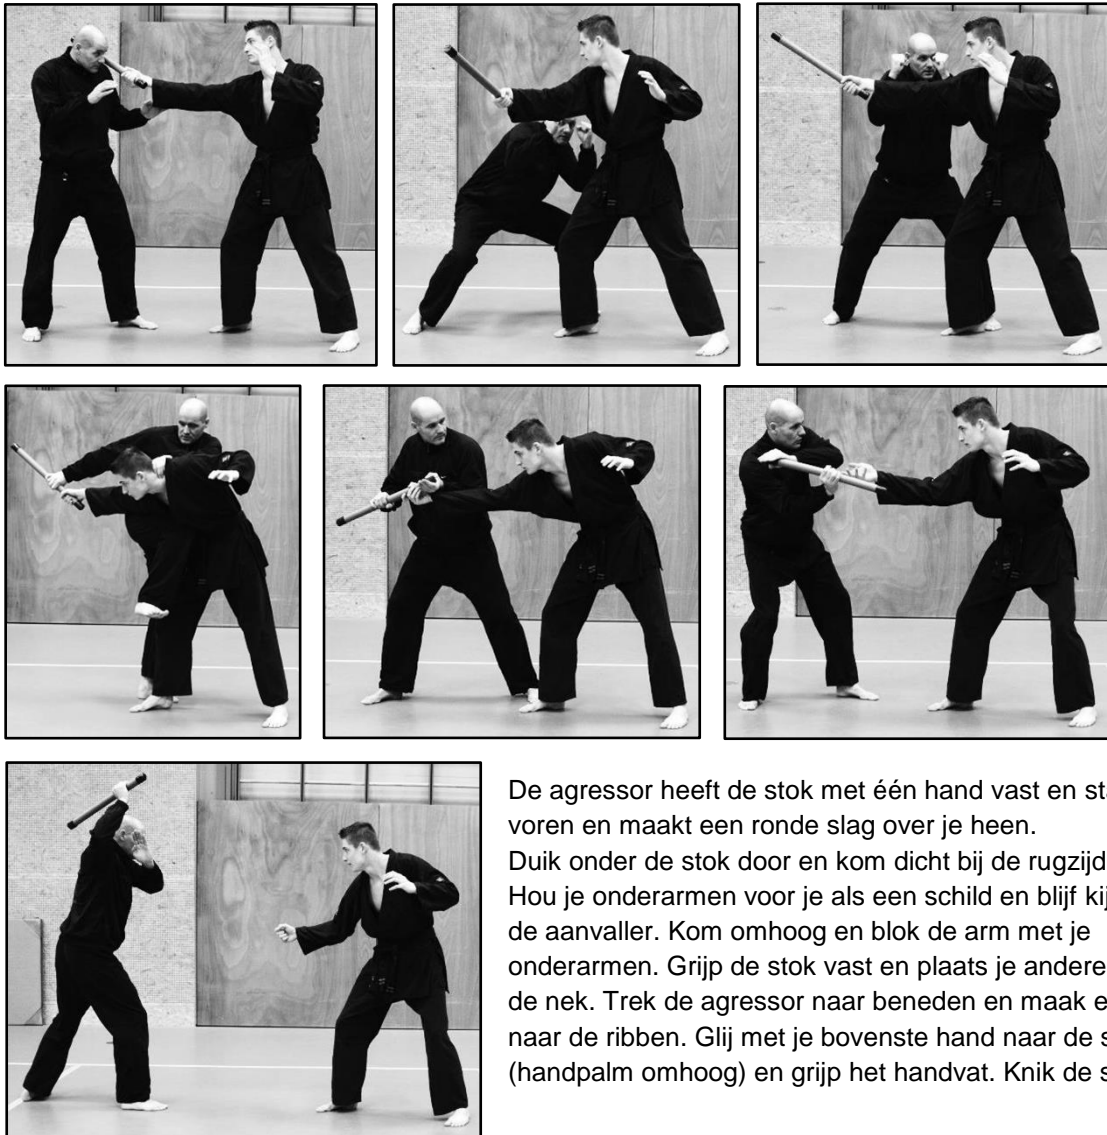 De agressor heeft de stok met één hand vast en
voren en maakt een ronde slag over je heen.
Duik onder de stok door en kom dicht bij de
Hou je onderarmen voor je als een schild en blijf
de aanvaller. Kom omhoog en blok de arm met je
onderarmen. Grijp de stok vast en plaats je andere
de nek. Trek de agressor naar beneden en maak
naar de ribben. Glij met je bovenste hand naar de
(handpalm omhoog) en grijp het handvat. Knik de